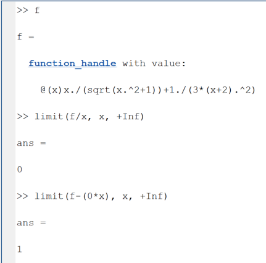 >> f
f =
function_handle with value:
@(x)x./(sqrt(x.^2+1))+1./(3*(x+2).^2)
>> limit(f/x, x, +Inf)
ans =
0
>> limit(f-(0*x), x, +Inf)
ans =
1